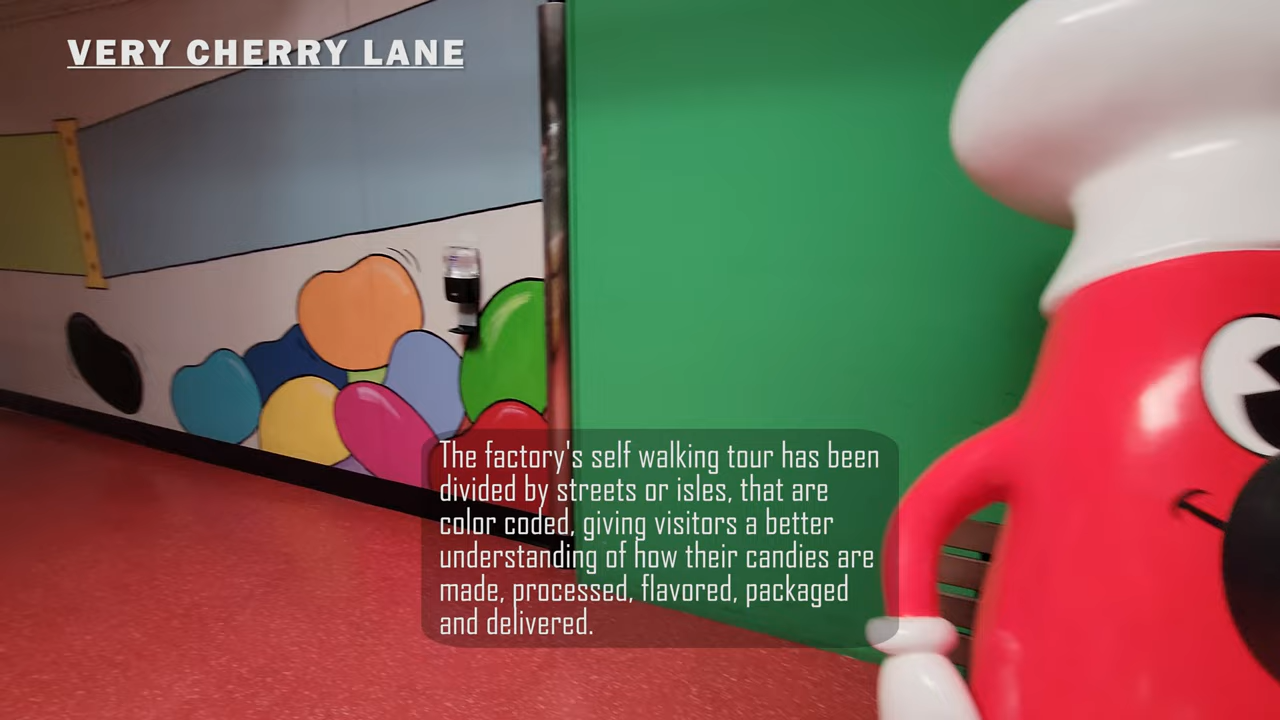 VERY CHERRY LANE
The factory's self walking tour has been
divided by streets or isles, that are
color coded, giving visitors a better
understanding of how their candies are
made, processed, flavored, packaged
and delivered.